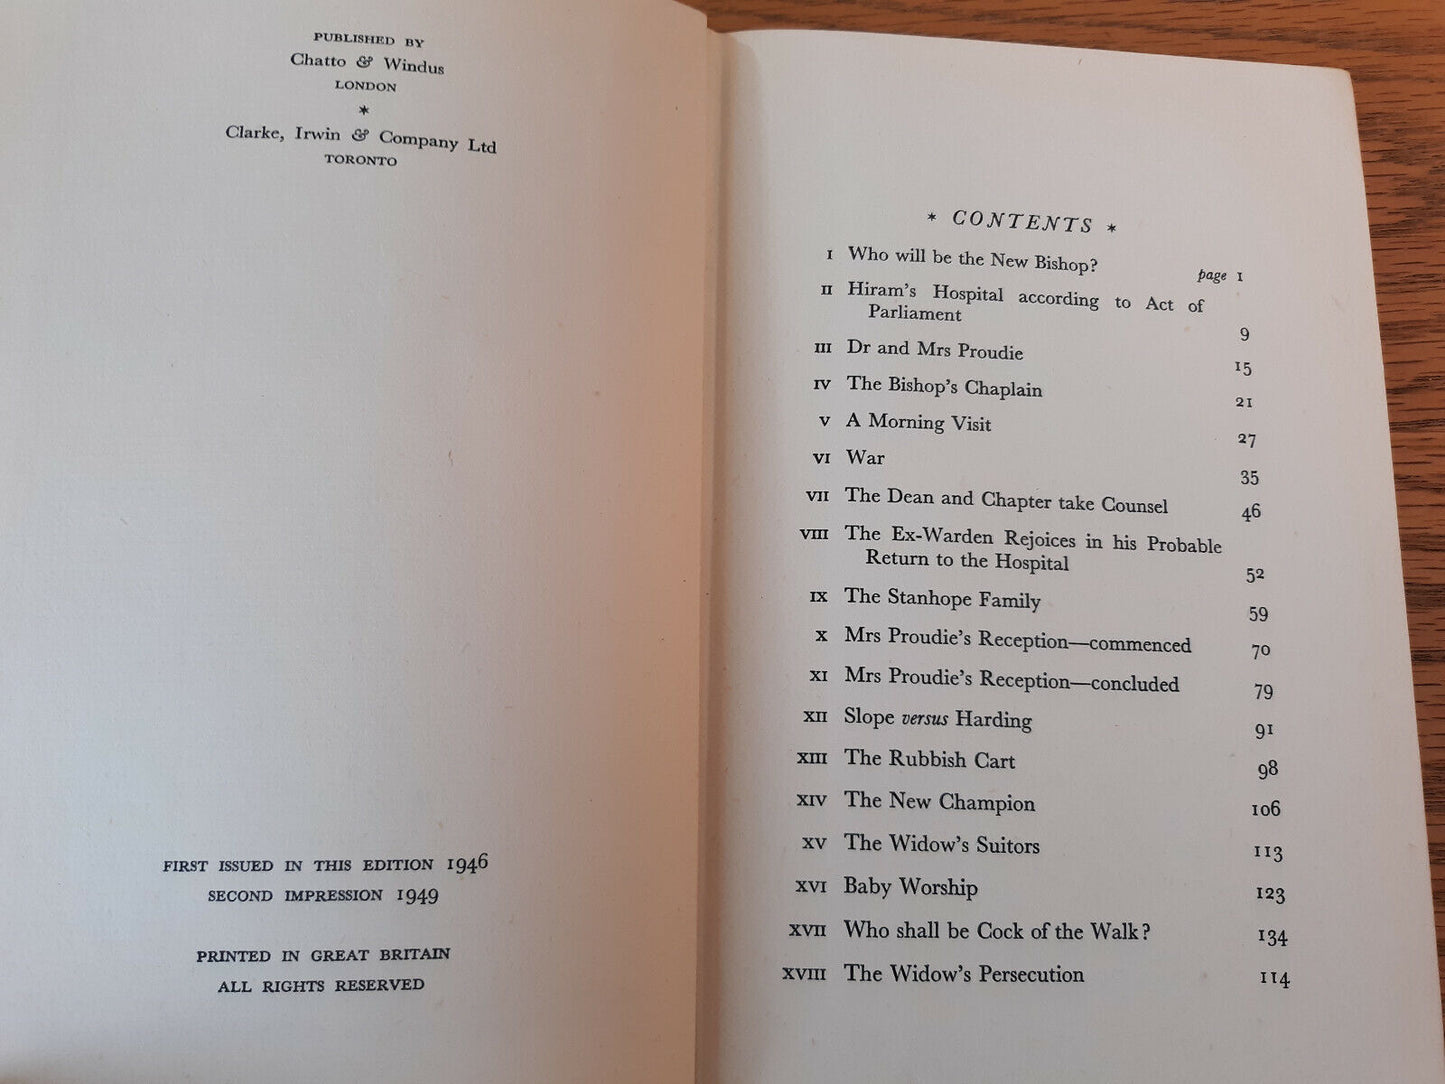 PUBLISHED BY
Chatto & Windus
LONDON
*
Clarke, Irwin & Company Ltd
TORONTO
FIRST ISSUED IN THIS EDITION 1946
SECOND IMPRESSION 1949
PRINTED IN GREAT BRITAIN
ALL RIGHTS RESERVED
* CONTENTS *
I Who will be the New Bishop? page 1
II Hiram's Hospital according to Act of
Parliament 9
III Dr and Mrs Proudie 15
IV The Bishop's Chaplain 21
V A Morning Visit 27
VI War 35
VII The Dean and Chapter take Counsel 46
VIII The Ex-Warden Rejoices in his Probable
Return to the Hospital 52
IX The Stanhope Family 59
X Mrs Proudie's Reception—commenced 70
XI Mrs Proudie's Reception—concluded 79
XII Slope versus Harding 91
XIII The Rubbish Cart 98
XIV The New Champion 106
XV The Widow's Suitors 113
XVI Baby Worship 123
XVII Who shall be Cock of the Walk? 134
XVIII The Widow's Persecution 114